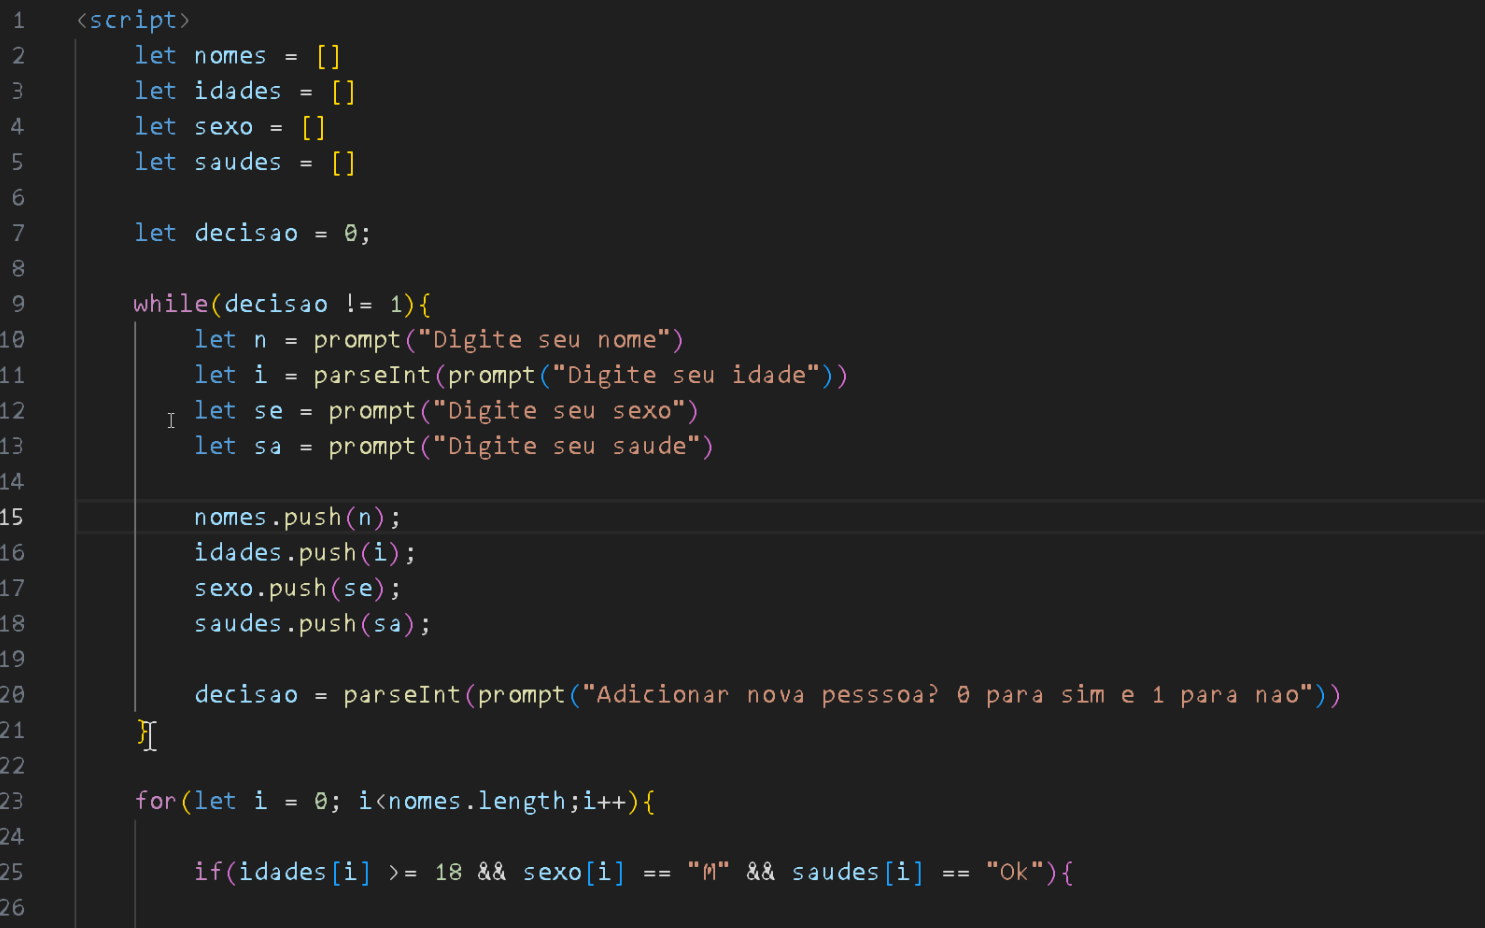 1 <script>
2 let nomes = []
3 let idades = []
4 let sexo = []
5 let saudes = []
6
7 let decisao = 0;
8
9 while(decisao != 1){
10 let n = prompt("Digite seu nome")
11 let i = parseInt(prompt("Digite seu idade"))
12 let se = prompt("Digite seu sexo")
13 let sa = prompt("Digite seu saude")
14
15 nomes.push(n);
16 idades.push(i);
17 sexo.push(se);
18 saudes.push(sa);
19
20 decisao = parseInt(prompt("Adicionar nova pesssoa? 0 para sim e 1 para nao"))
21 }
22
23 for(let i = 0; i<nomes.length;i++){
24
25 if(idades[i] >= 18 && sexo[i] == "M" && saudes[i] == "Ok"){
26